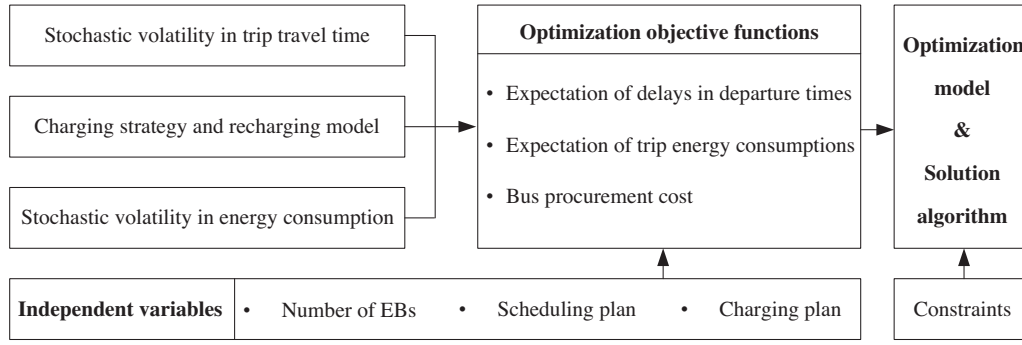 Stochastic volatility in trip travel time
Charging strategy and recharging model
Stochastic volatility in energy consumption
Optimization objective functions
• Expectation of delays in departure times
• Expectation of trip energy consumptions
• Bus procurement cost
Optimization
model
&
Solution
algorithm
Independent variables • Number of EBs • Scheduling plan • Charging plan
Constraints